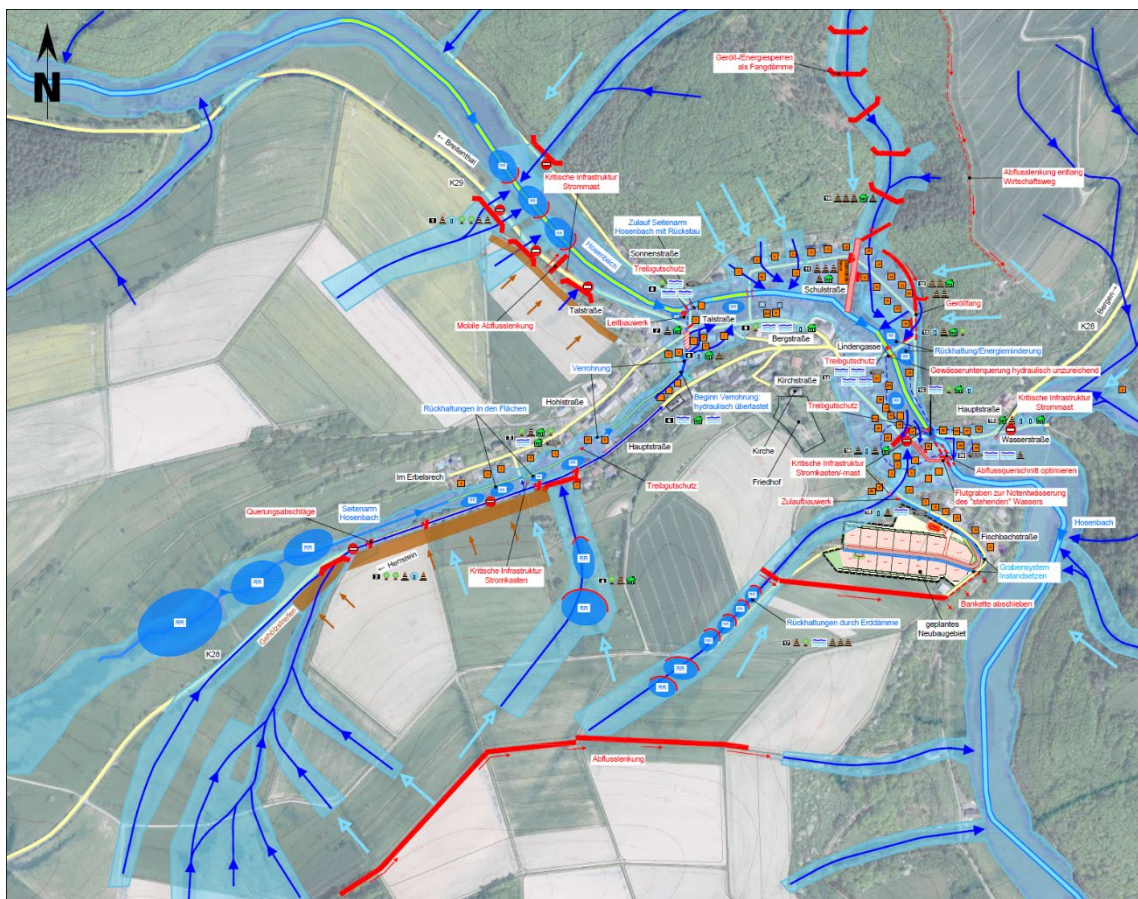 N
Geröll-/Energiesperren
als Fangdämme
← Breitenthal
K29
Kritische Infrastruktur
Strommast
Abflusslenkung entlang
Wirtschaftsweg
Zulauf Seitenarm
Hosenbach mit Rückstau
Sonnenstraße
Hosenbach
Treibgutschutz
Schulstraße
Bergen→
K28
Geröllfang
Talstraße
Leitbauwerk
Talstraße
Mobile Abflusslenkung
Bergstraße
Lindengasse
Rückhaltung/Energieminderung
Treibgutschutz
Gewässerunterquerung hydraulisch unzureichend
Verrohrung
Kirchstraße
Kritische Infrastruktur
Strommast
Hohlstraße
Beginn Verrohrung:
hydraulisch überlastet
Treibgutschutz
Hauptstraße
Rückhaltungen in den Flächen
Wasserstraße
Hauptstraße
Kirche
Im Erbelsrech
Friedhof
Kritische Infrastruktur
Stromkasten/-mast
Abflussquerschnitt optimieren
Treibgutschutz
Flutgraben zur Notentwässerung
des "stehenden" Wassers
Querungsabschläge
Seitenarm
Hosenbach
Zulaufbauwerk
Hosenbach
Fischbachstraße
← Herrstein
Kritische Infrastruktur
Stromkasten
Grabensystem
Instandsetzen
Bankette abschieben
Gehölzstreifen
Rückhaltungen durch Erddämme
geplantes
Neubaugebiet
K28
Abflusslenkung